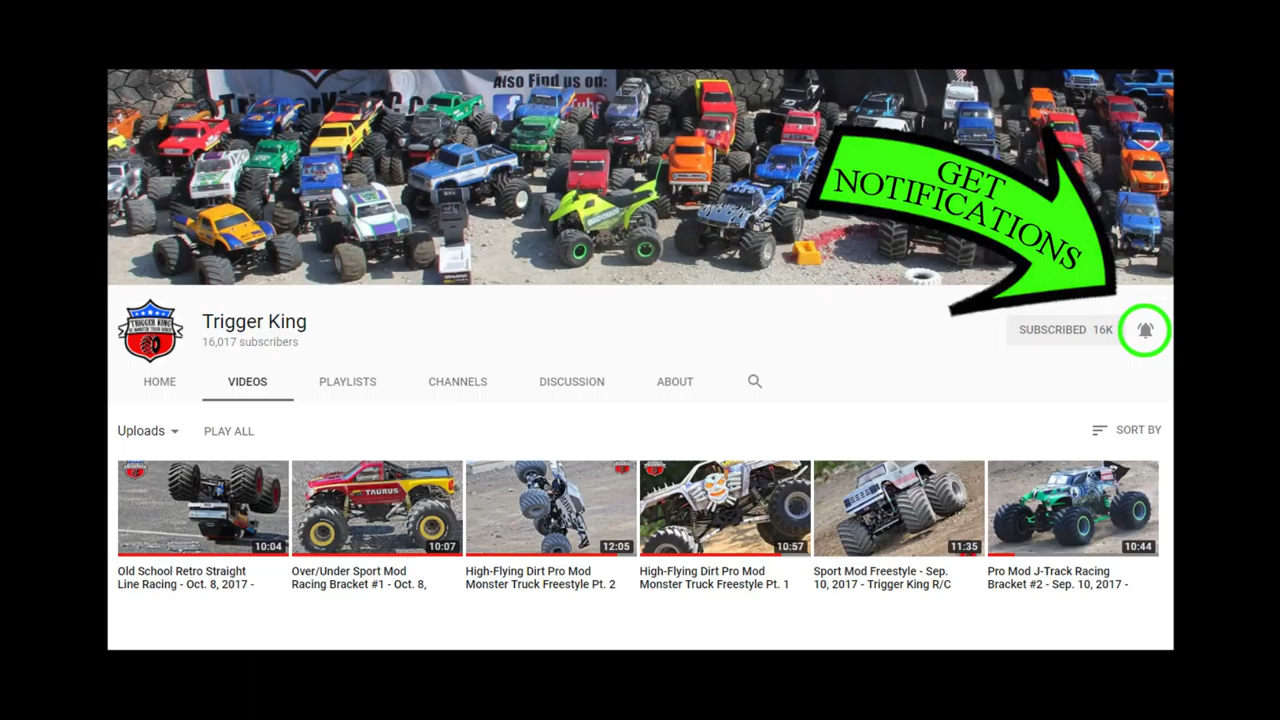 Also Find us on:
GET
NOTIFICATIONS
TRIGGER KING
Trigger King
16,017 subscribers
SUBSCRIBED 16K
HOME
VIDEOS
PLAYLISTS
CHANNELS
DISCUSSION
ABOUT
Uploads
PLAY ALL
SORT BY
TAURUS
10:04
10:07
12:05
10:57
11:35
10:44
Old School Retro Straight
Line Racing - Oct. 8, 2017 -
Over/Under Sport Mod
Racing Bracket #1 - Oct. 8,
High-Flying Dirt Pro Mod
Monster Truck Freestyle Pt. 2
High-Flying Dirt Pro Mod
Monster Truck Freestyle Pt. 1
Sport Mod Freestyle - Sep.
10, 2017 - Trigger King R/C
Pro Mod J-Track Racing
Bracket #2 - Sep. 10, 2017 -